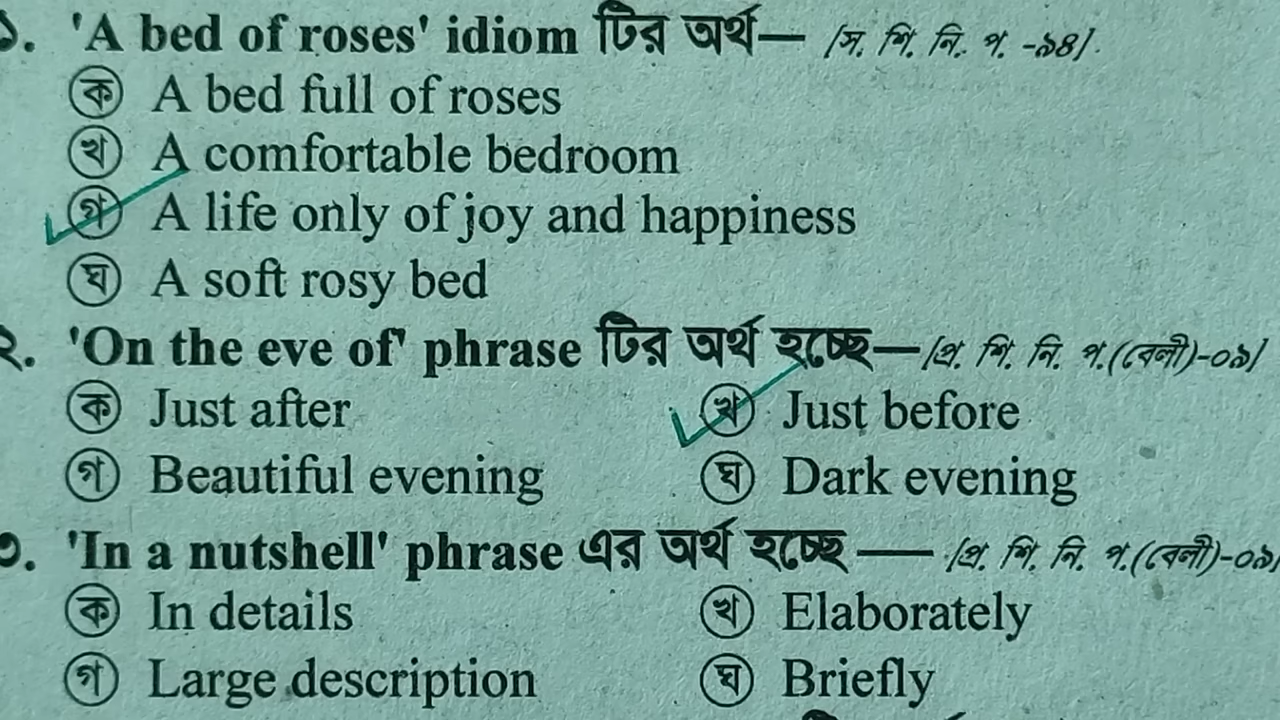 ১. 'A bed of roses' idiom টির অর্থ— [স. শি. নি. প. -৯৪].
ক A bed full of roses
খ A comfortable bedroom
গ A life only of joy and happiness
ঘ A soft rosy bed
২. 'On the eve of' phrase টির অর্থ হচ্ছে—[প্রা. শি. নি. প.(বেলী)-০৯]
ক Just after খ Just before
গ Beautiful evening ঘ Dark evening
৩. 'In a nutshell' phrase এর অর্থ হচ্ছে — [প্রা. শি. নি. প.(বেলী)-০৯]
ক In details খ Elaborately
গ Large description ঘ Briefly